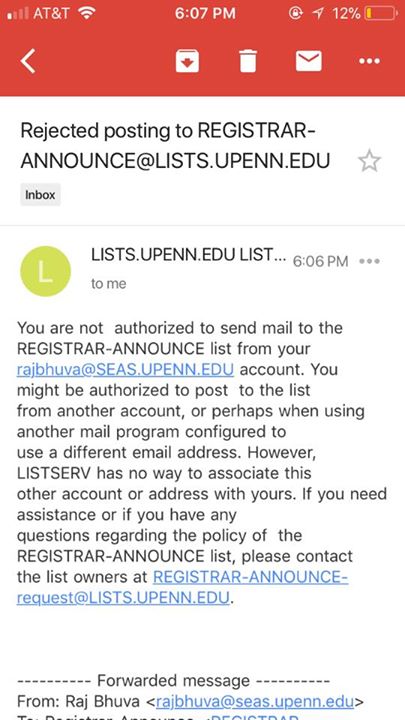 AT&T 6:07 PM 12%
Rejected posting to REGISTRAR-
ANNOUNCE@LISTS.UPENN.EDU
Inbox
L
LISTS.UPENN.EDU LIST... 6:06 PM
to me
You are not  authorized to send mail to the
REGISTRAR-ANNOUNCE list from your
rajbhuva@SEAS.UPENN.EDU account. You
might be authorized to post  to the list
from another account, or perhaps when using
another mail program configured to
use a different email address. However,
LISTSERV has no way to associate this
other account or address with yours. If you need
assistance or if you have any
questions regarding the policy of  the
REGISTRAR-ANNOUNCE list, please contact
the list owners at REGISTRAR-ANNOUNCE-
request@LISTS.UPENN.EDU.
---------- Forwarded message ----------
From: Raj Bhuva <rajbhuva@seas.upenn.edu>
To: Registrar Announce <REGISTRAR-